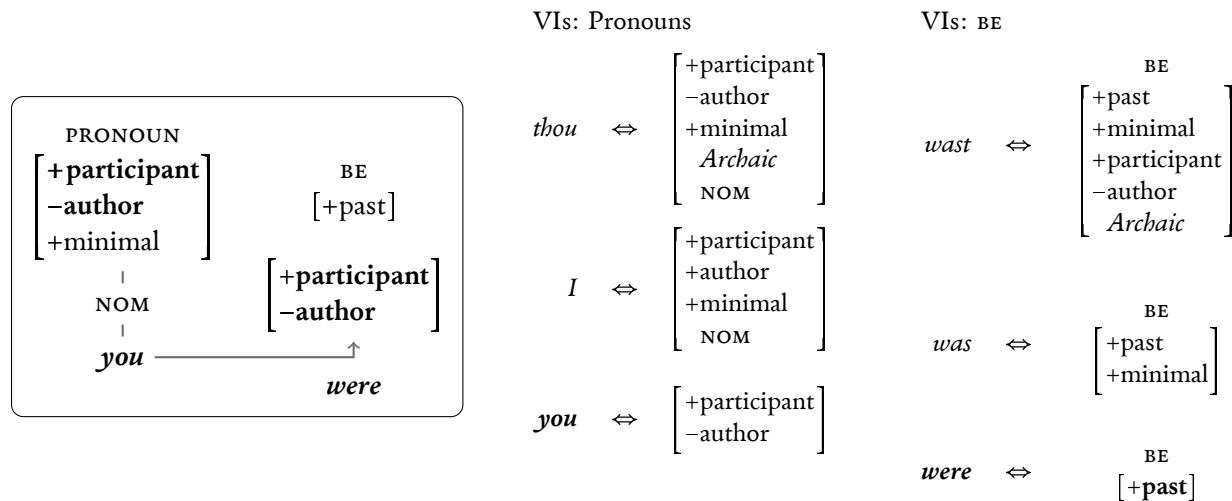 PRONOUN
+participant
–author
+minimal
NOM
you
BE
[+past]
+participant
–author
were
VIs: Pronouns
thou ⇔
+participant
–author
+minimal
Archaic
NOM
I ⇔
+participant
+author
+minimal
NOM
you ⇔
+participant
–author
VIs: BE
wast ⇔
BE
+past
+minimal
+participant
–author
Archaic
was ⇔
BE
+past
+minimal
were ⇔
BE
[+past]